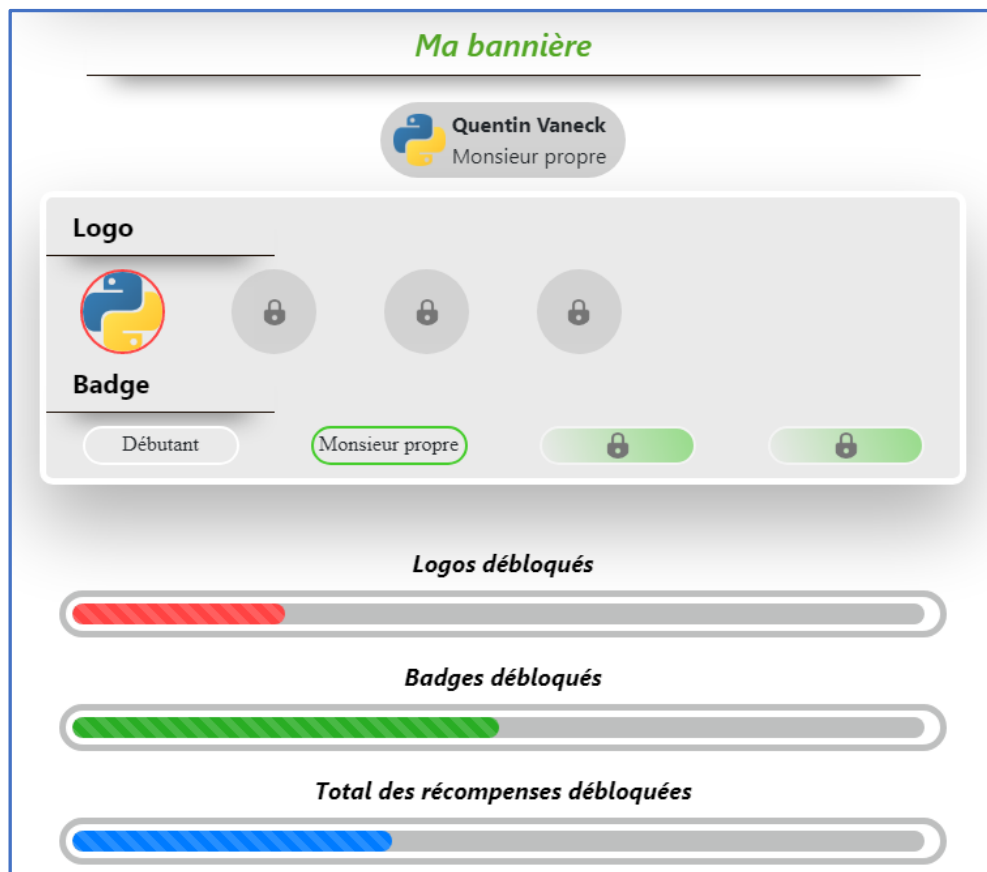 Ma bannière
Quentin Vaneck
Monsieur propre
Logo
Badge
Débutant
Monsieur propre
Logos débloqués
Badges débloqués
Total des récompenses débloquées